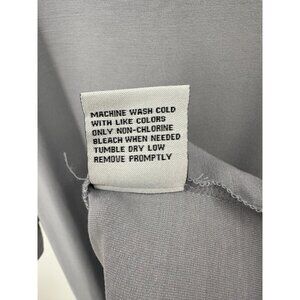 MACHINE WASH COLD
WITH LIKE COLORS
ONLY NON-CHLORINE
BLEACH WHEN NEEDED
TUMBLE DRY LOW
REMOVE PROMPTLY